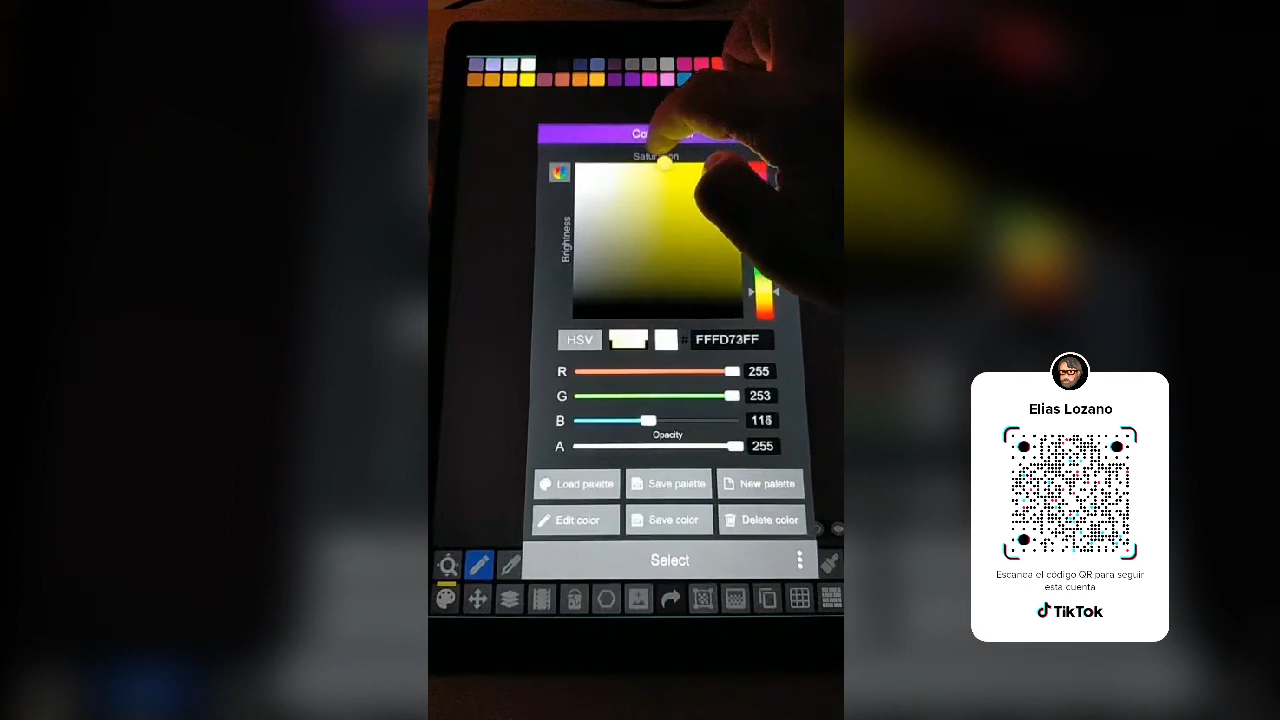 Saturation
Brightness
HSV
# FFFD73FF
R 255
G 253
B
Opacity
A 255
Load palette
Save palette
New palette
Edit color
Save color
Delete color
Select
Elias Lozano
Escanea el código QR para seguir
esta cuenta
TikTok